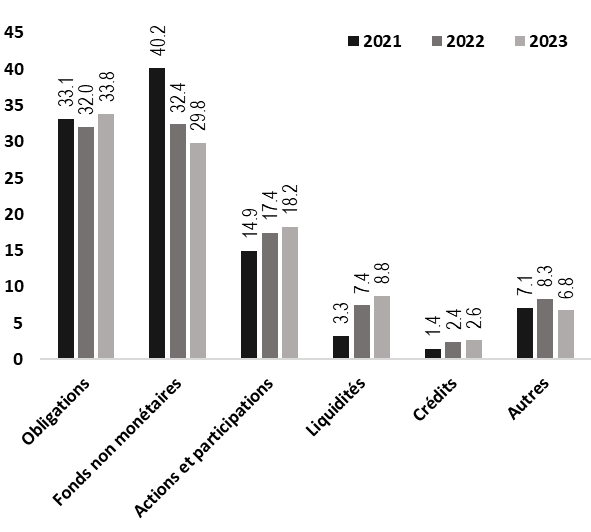 2021 2022 2023
45
40
35
30
25
20
15
10
5
0
33.1 32.0 33.8
40.2 32.4 29.8
14.9 17.4 18.2
3.3 7.4 8.8
1.4 2.4 2.6
7.1 8.3 6.8
Obligations
Fonds non monétaires
Actions et participations
Liquidités
Crédits
Autres